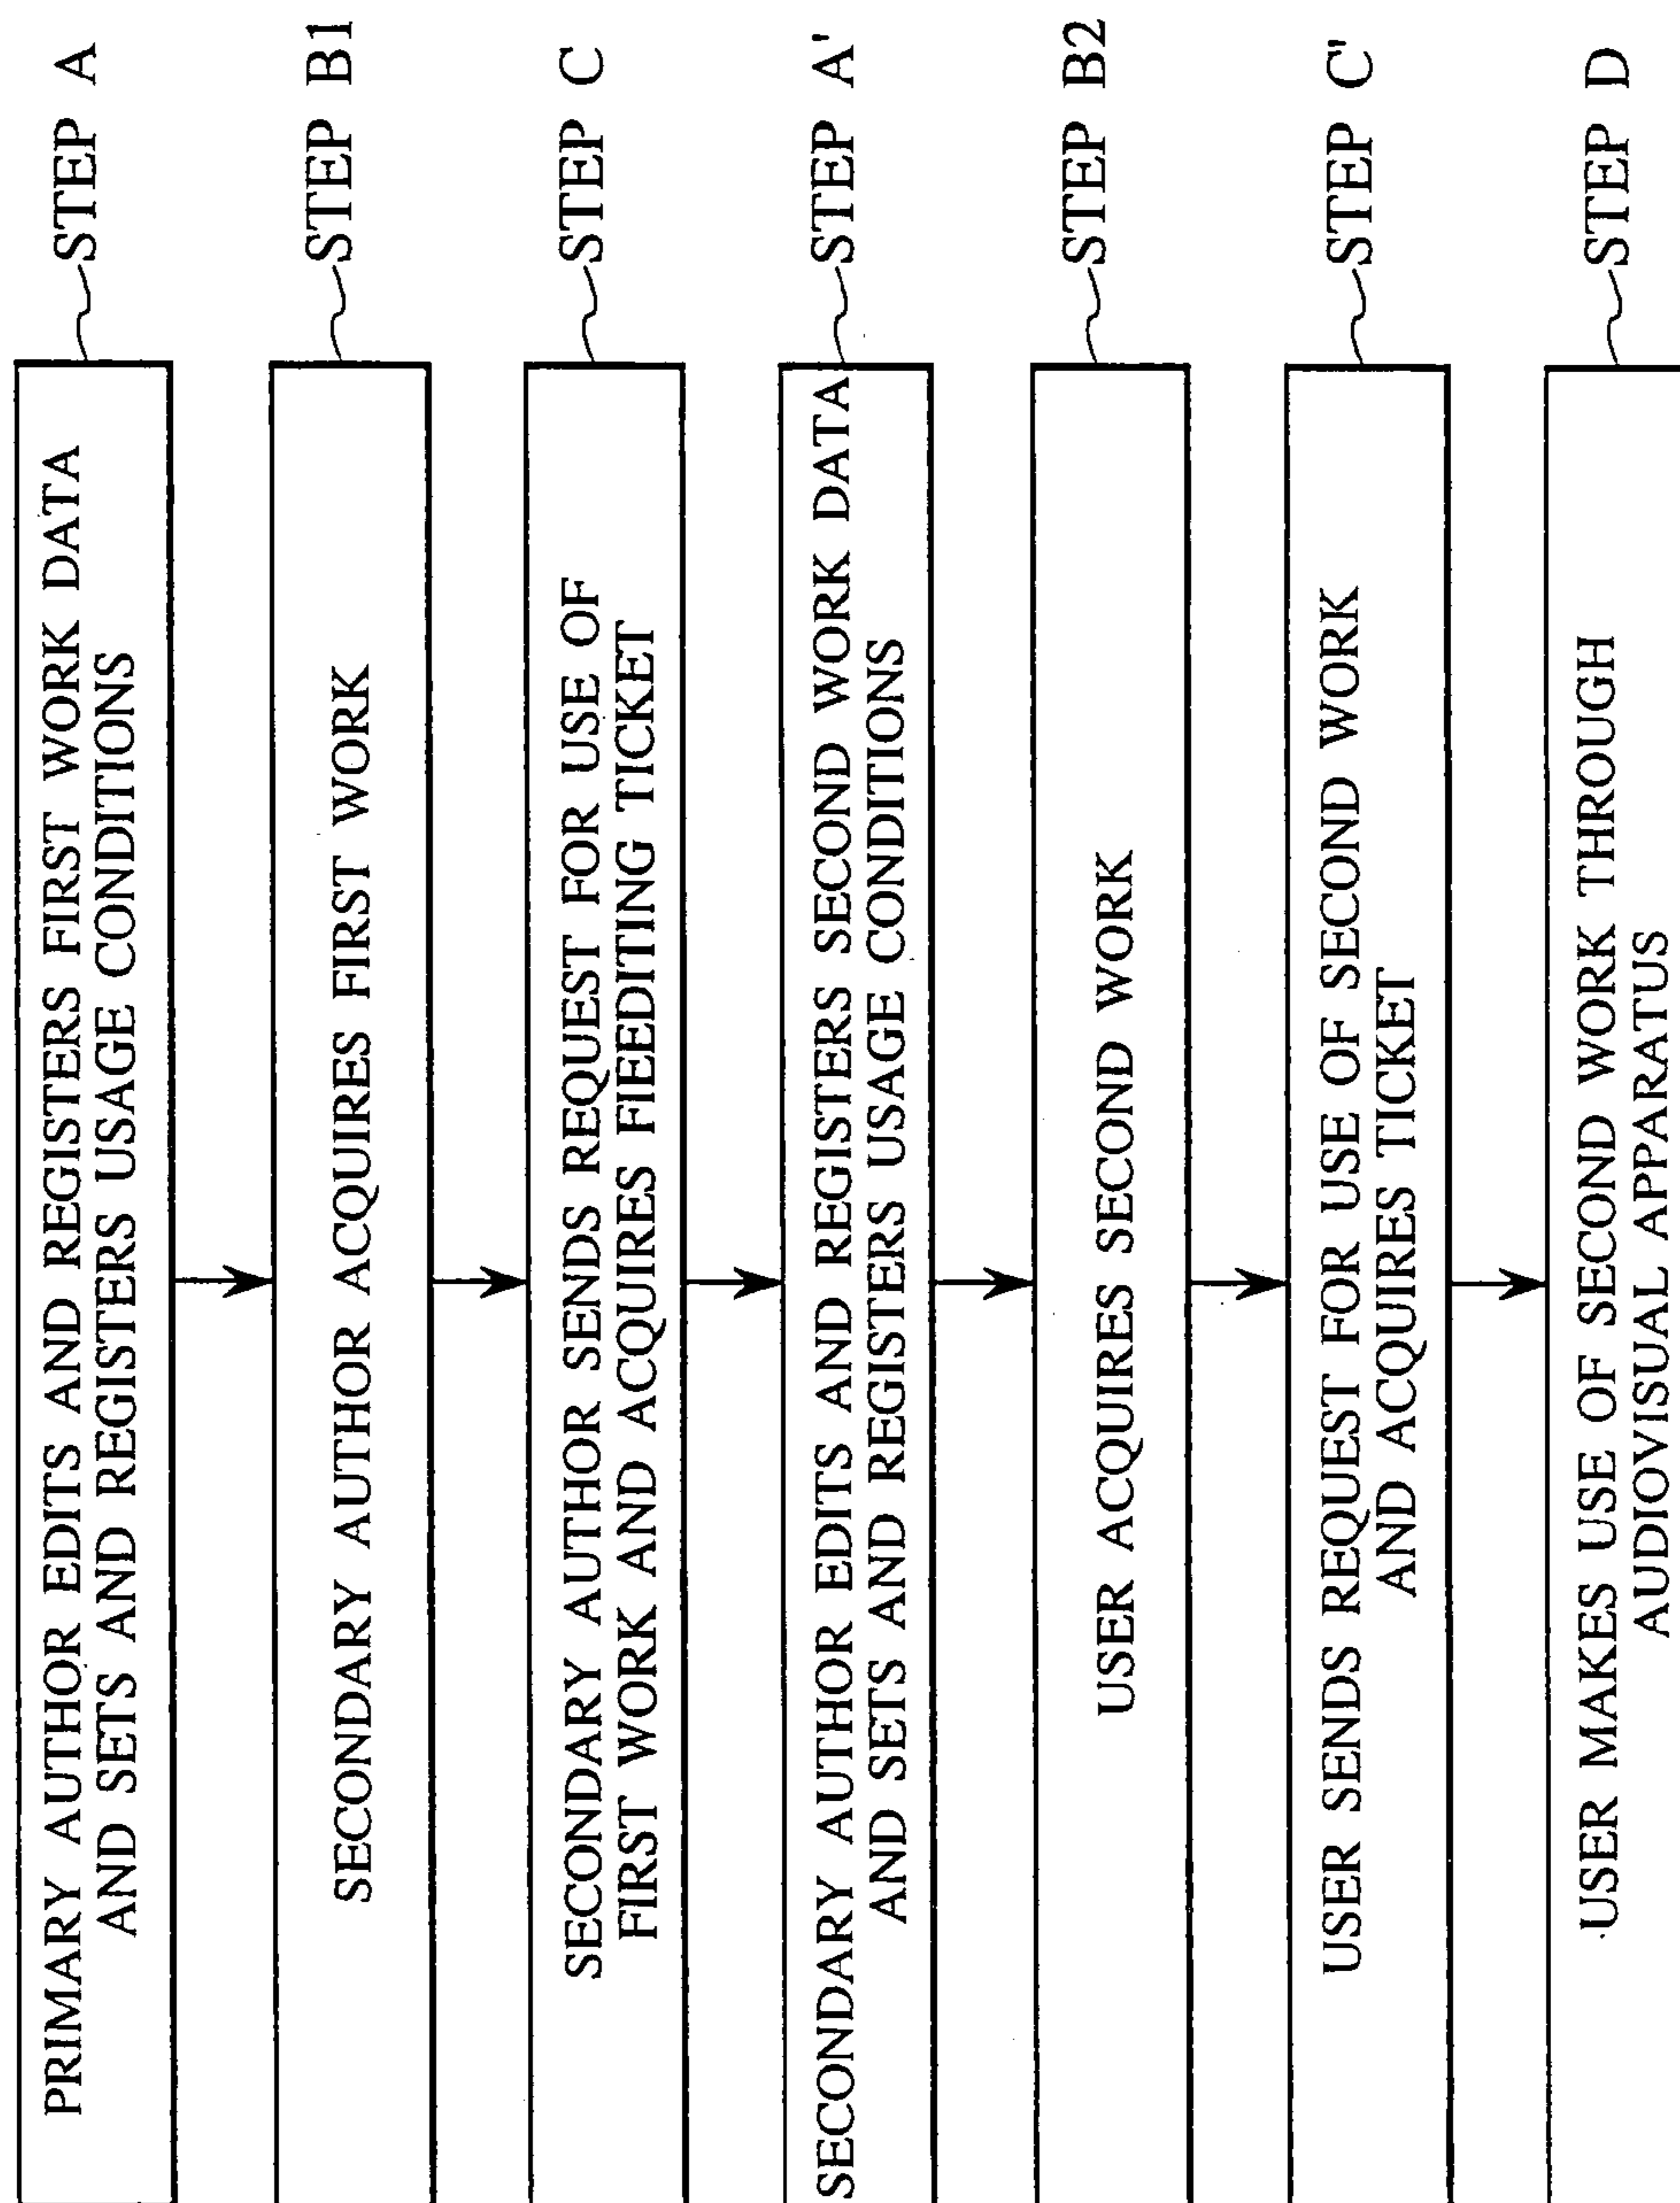 PRIMARY AUTHOR EDITS AND REGISTERS FIRST WORK DATA
AND SETS AND REGISTERS USAGE CONDITIONS
STEP A
SECONDARY AUTHOR ACQUIRES FIRST WORK
STEP B1
SECONDARY AUTHOR SENDS REQUEST FOR USE OF
FIRST WORK AND ACQUIRES FIEEDITING TICKET
STEP C
SECONDARY AUTHOR EDITS AND REGISTERS SECOND WORK DATA
AND SETS AND REGISTERS USAGE CONDITIONS
STEP A'
USER ACQUIRES SECOND WORK
STEP B2
USER SENDS REQUEST FOR USE OF SECOND WORK
AND ACQUIRES TICKET
STEP C'
USER MAKES USE OF SECOND WORK THROUGH
AUDIOVISUAL APPARATUS
STEP D